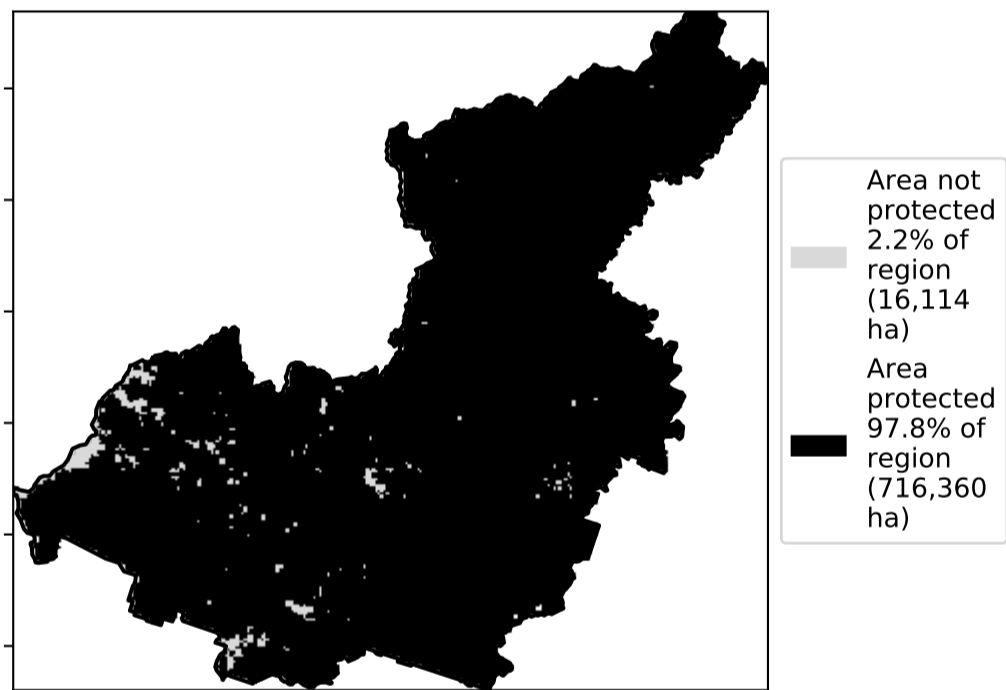 Area not
protected
2.2% of
region
(16,114
ha)
Area
protected
97.8% of
region
(716,360
ha)